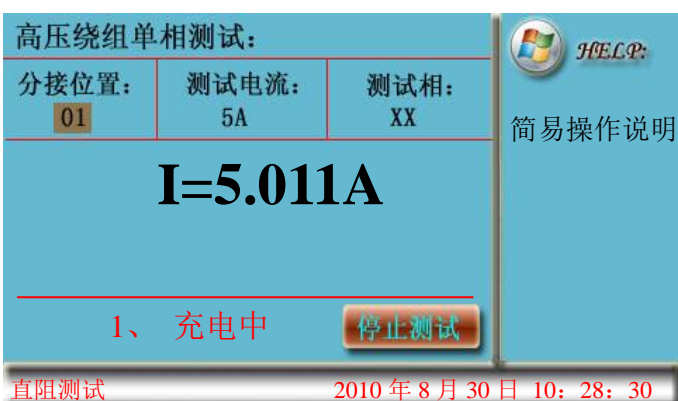 高压绕组单相测试：
HELP:
分接位置： 测试电流： 测试相：
01 5A XX
简易操作说明
I=5.011A
1、 充电中 停止测试
直阻测试 2010 年 8 月 30 日 10：28：30